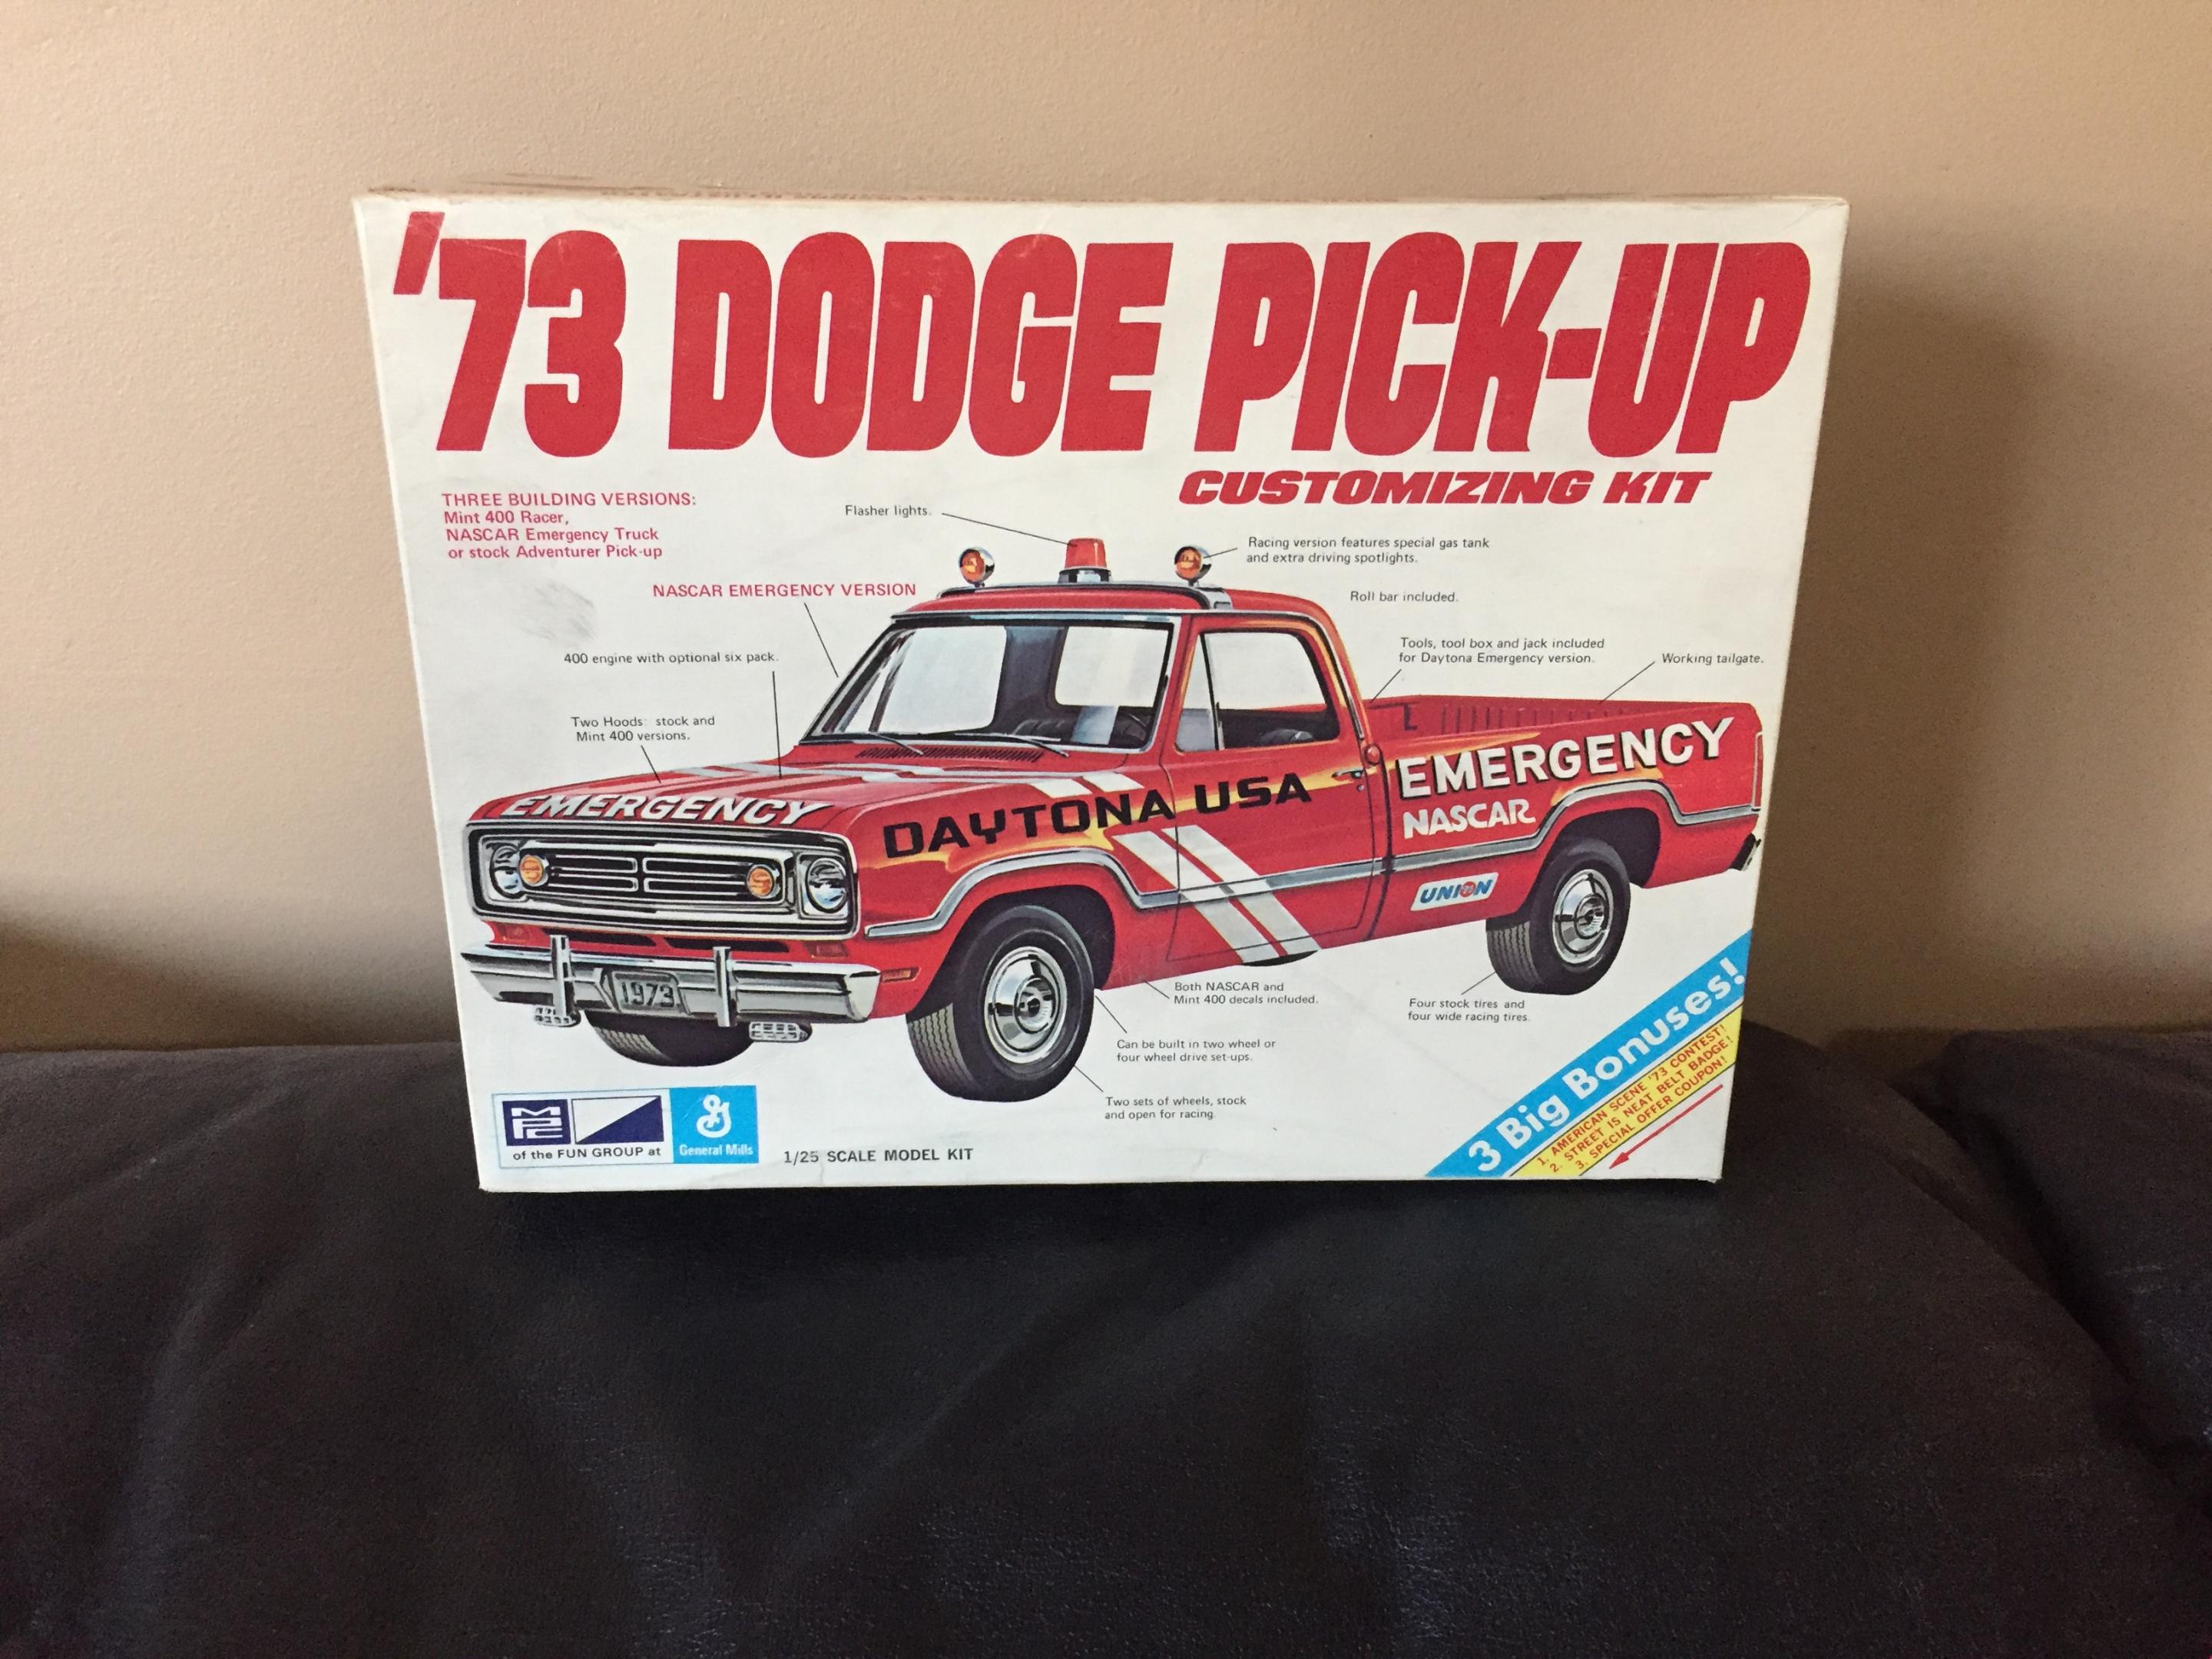 '73 DODGE PICK-UP
CUSTOMIZING KIT
THREE BUILDING VERSIONS:
Mint 400 Racer,
NASCAR Emergency Truck
or stock Adventurer Pick-up
Flasher lights.
Racing version features special gas tank
and extra driving spotlights.
NASCAR EMERGENCY VERSION
Roll bar included.
400 engine with optional six pack.
Tools, tool box and jack included
for Daytona Emergency version.
Working tailgate.
Two Hoods: stock and
Mint 400 versions.
EMERGENCY
DAYTONA USA
EMERGENCY
NASCAR
UNION
1973
Both NASCAR and
Mint 400 decals included.
Four stock tires and
four wide racing tires.
Can be built in two wheel or
four wheel drive set-ups.
Two sets of wheels, stock
and open for racing.
3 Big Bonuses!
1. AMERICAN SCENE '73 CONTEST!
2. STREET IS NEAT BELT BADGE!
3. SPECIAL OFFER COUPON!
MPC
of the FUN GROUP at
General Mills
1/25 SCALE MODEL KIT